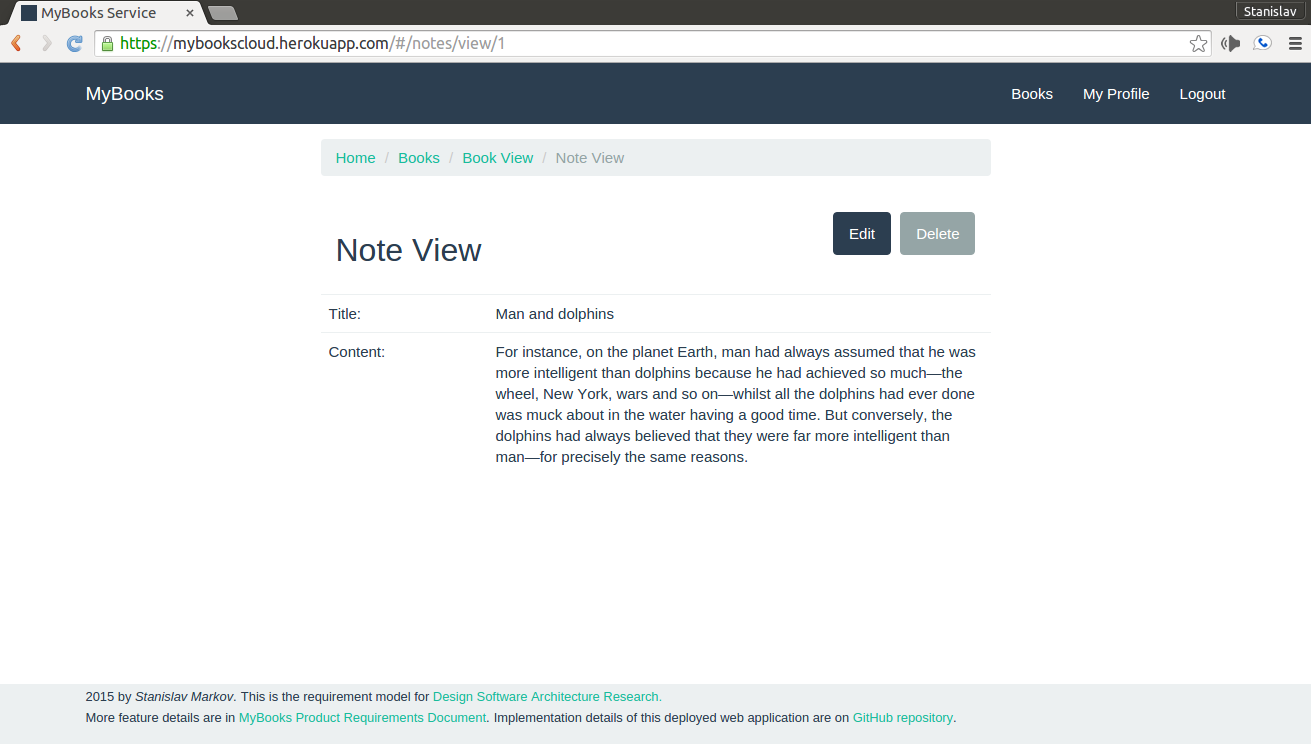 MyBooks Service
Stanislav
https://mybookscloud.herokuapp.com/#/notes/view/1
MyBooks
Books My Profile Logout
Home / Books / Book View / Note View
Note View
Edit Delete
Title: Man and dolphins
Content: For instance, on the planet Earth, man had always assumed that he was
more intelligent than dolphins because he had achieved so much—the
wheel, New York, wars and so on—whilst all the dolphins had ever done
was muck about in the water having a good time. But conversely, the
dolphins had always believed that they were far more intelligent than
man—for precisely the same reasons.
2015 by Stanislav Markov. This is the requirement model for Design Software Architecture Research.
More feature details are in MyBooks Product Requirements Document. Implementation details of this deployed web application are on GitHub repository.